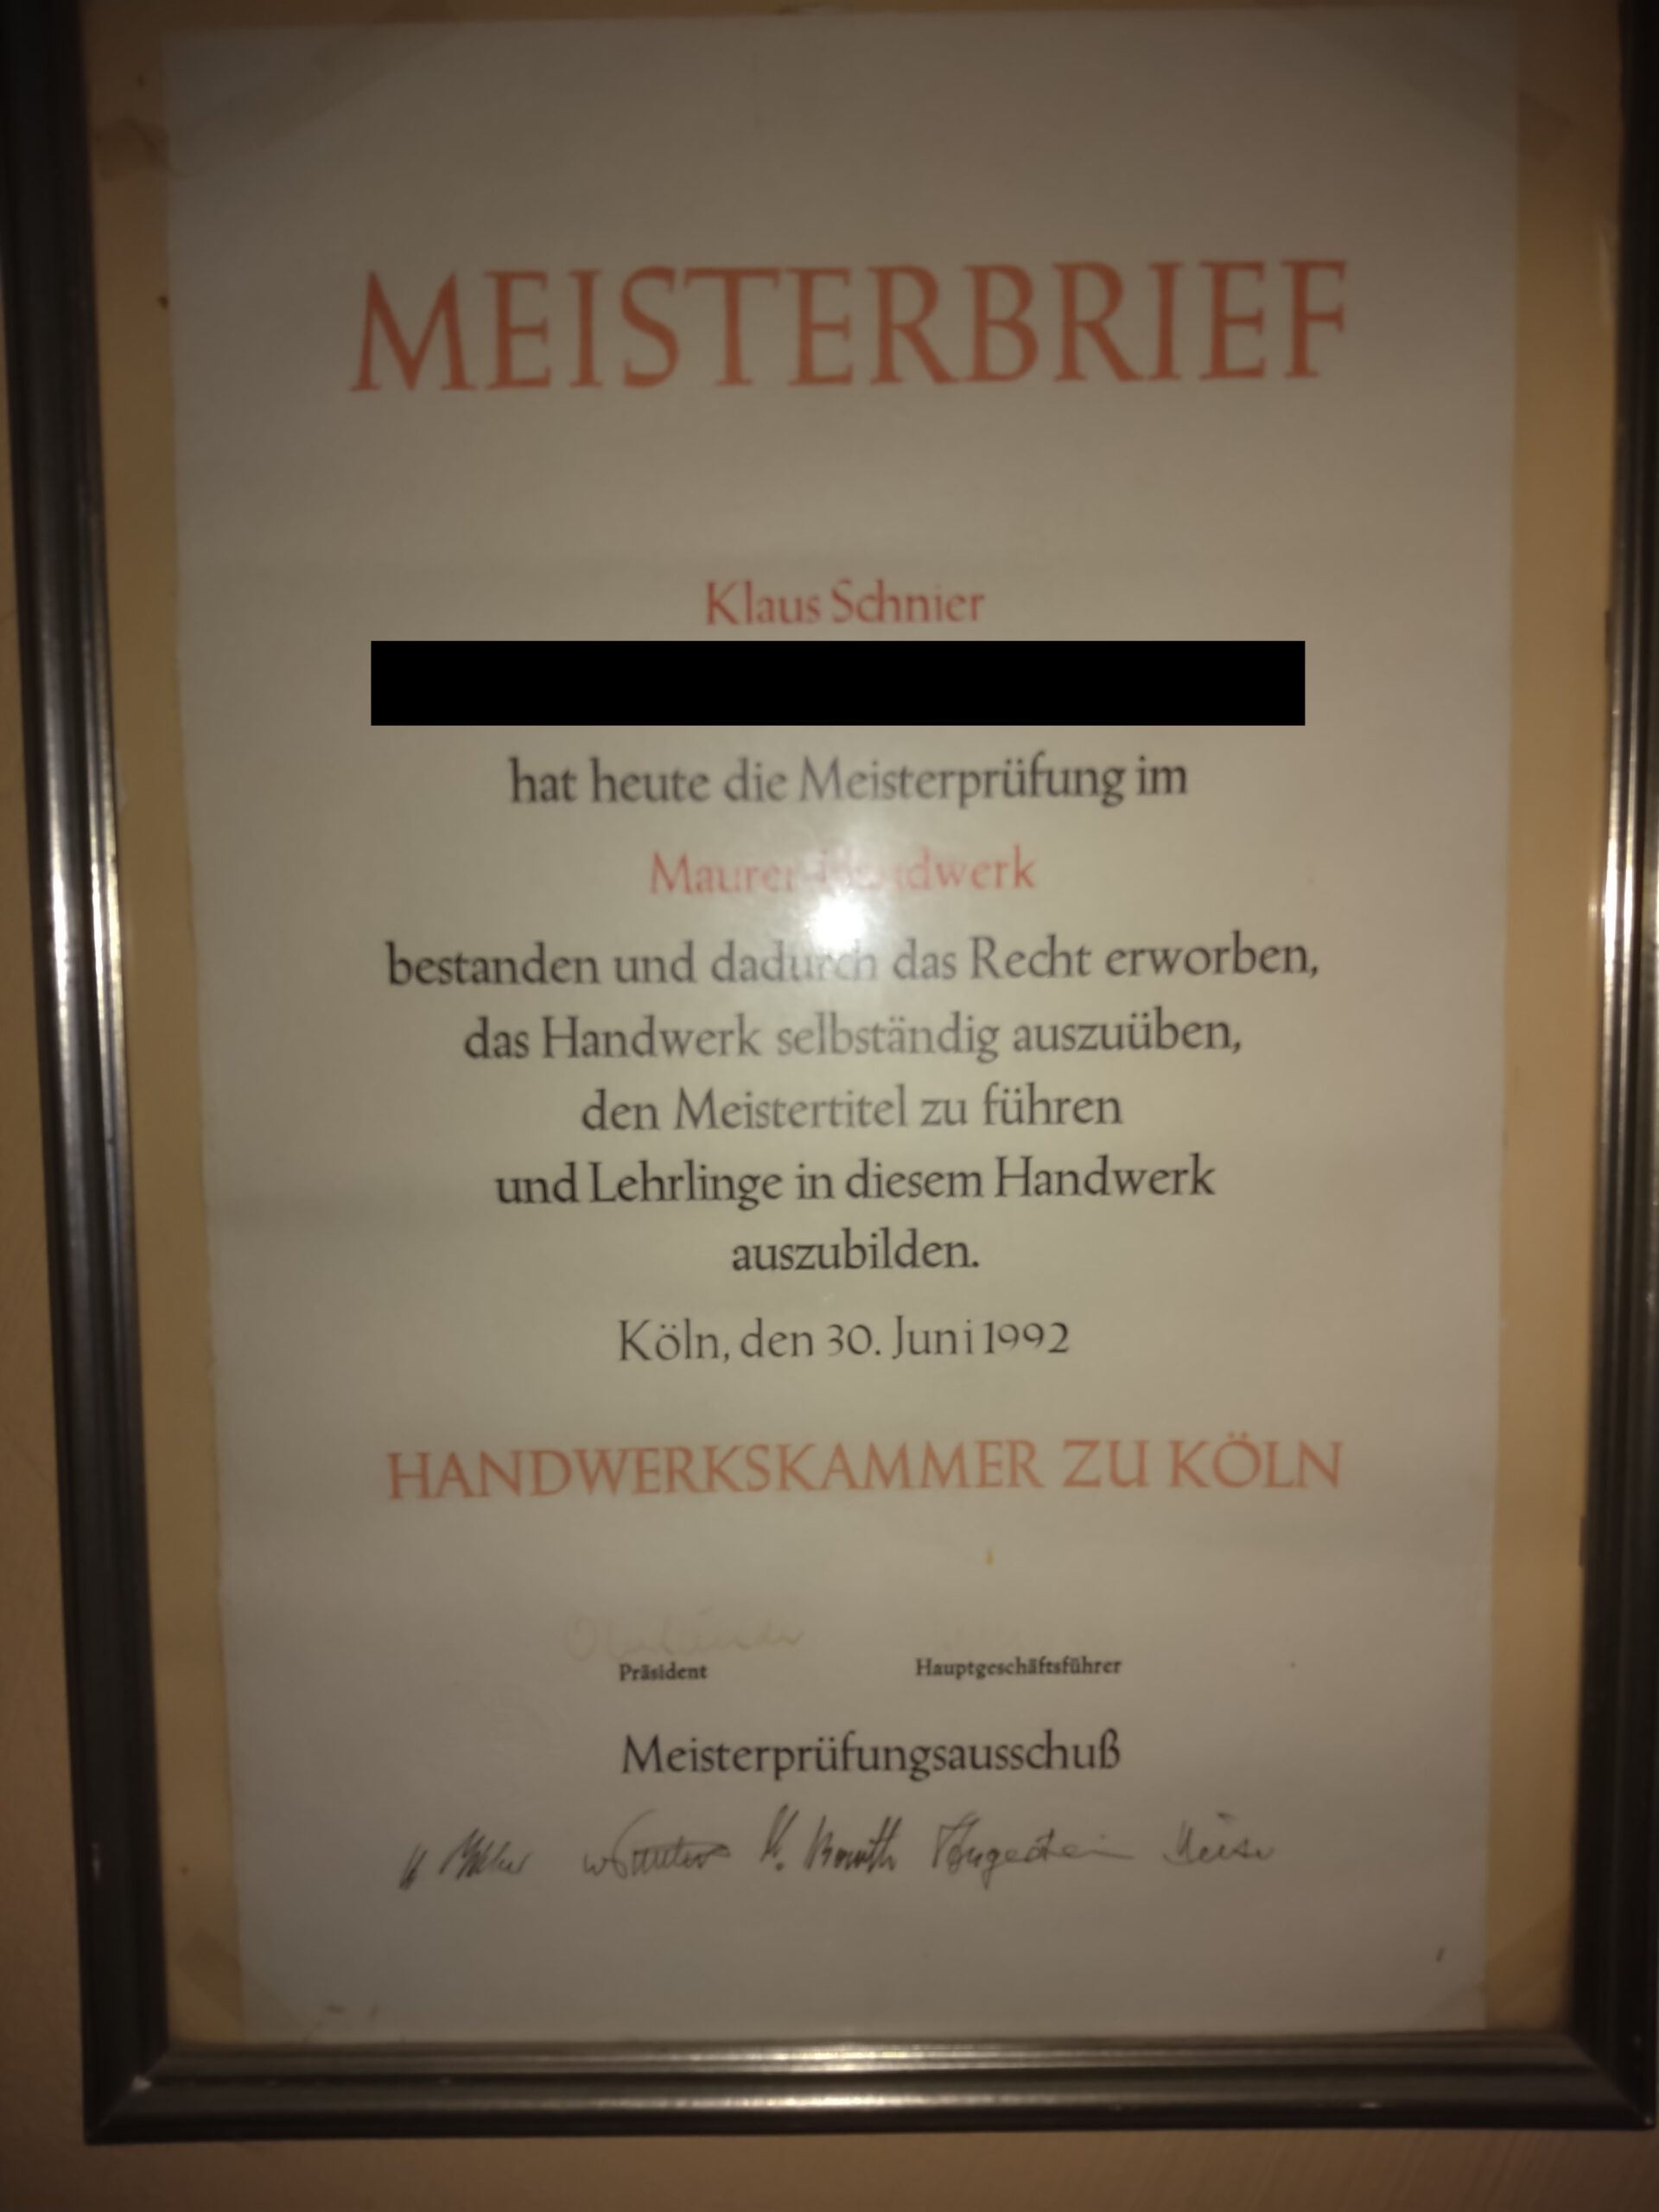 MEISTERBRIEF
Klaus Schnier
hat heute die Meisterprüfung im
Maurer-Handwerk
bestanden und dadurch das Recht erworben,
das Handwerk selbständig auszuüben,
den Meistertitel zu führen
und Lehrlinge in diesem Handwerk
auszubilden.
Köln, den 30. Juni 1992
HANDWERKSKAMMER ZU KÖLN
Präsident Hauptgeschäftsführer
Meisterprüfungsausschuß